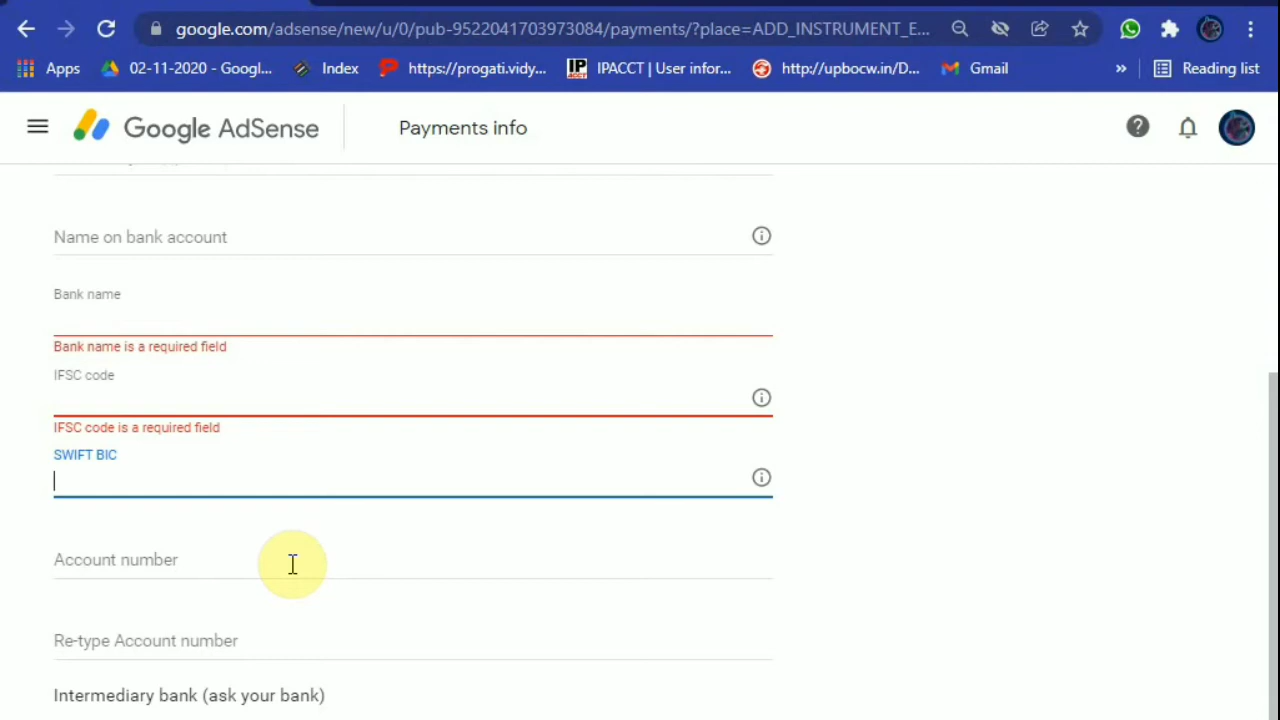 google.com/adsense/new/u/0/pub-9522041703973084/payments/?place=ADD_INSTRUMENT_E...
Apps 02-11-2020 - Googl... Index https://progati.vidy... IP ACCT IPACCT | User infor... http://upbocw.in/D... Gmail » Reading list
Google AdSense Payments info
Name on bank account
Bank name
Bank name is a required field
IFSC code
IFSC code is a required field
SWIFT BIC
Account number
Re-type Account number
Intermediary bank (ask your bank)